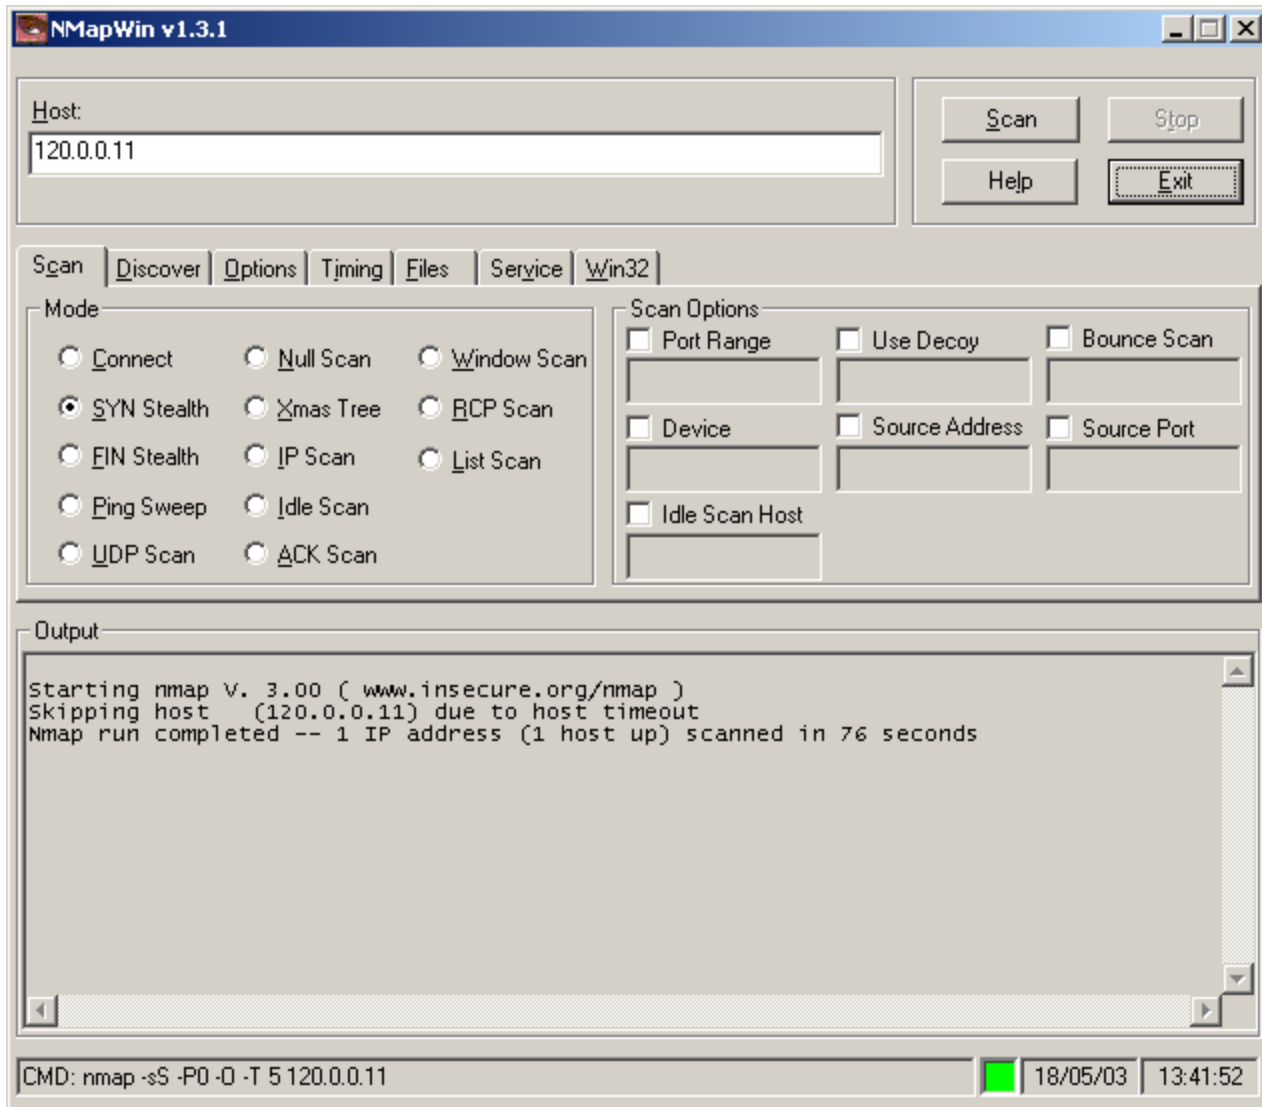 NMapWin v1.3.1
Host:
120.0.0.11
Scan
Stop
Help
Exit
Scan Discover Options Timing Files Service Win32
Mode
Connect Null Scan Window Scan
SYN Stealth Xmas Tree RCP Scan
FIN Stealth IP Scan List Scan
Ping Sweep Idle Scan
UDP Scan ACK Scan
Scan Options
Port Range Use Decoy Bounce Scan
Device Source Address Source Port
Idle Scan Host
Output
Starting nmap V. 3.00 ( www.insecure.org/nmap )
Skipping host (120.0.0.11) due to host timeout
Nmap run completed -- 1 IP address (1 host up) scanned in 76 seconds
CMD: nmap -sS -P0 -O -T 5 120.0.0.11
18/05/03
13:41:52